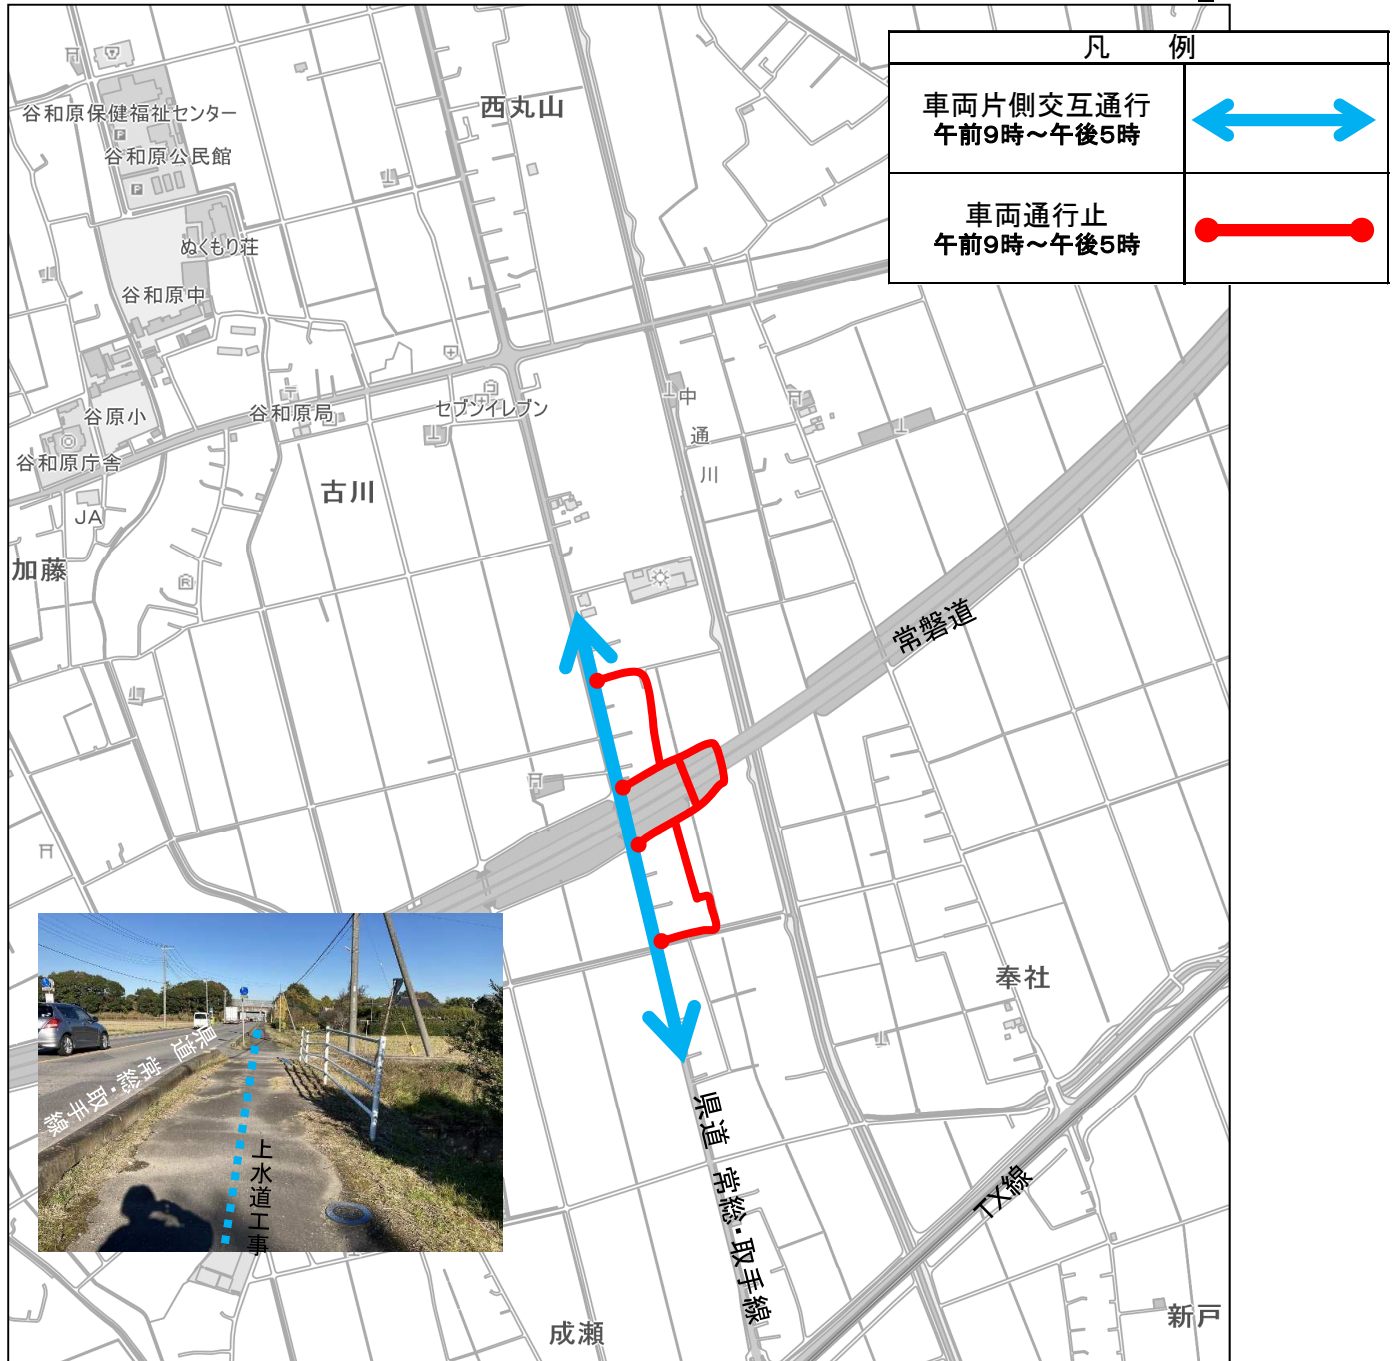 凡 例
車両片側交互通行
午前9時～午後5時
車両通行止
午前9時～午後5時
西丸山
谷和原保健福祉センター
谷和原公民館
ぬくもり荘
谷和原中
谷原小
谷和原局
セブンイレブン
谷和原庁舎
中通川
古川
JA
加藤
常磐道
奉社
県道 常総・取手線
上水道工事
県道 常総・取手線
TX線
新戸
成瀬